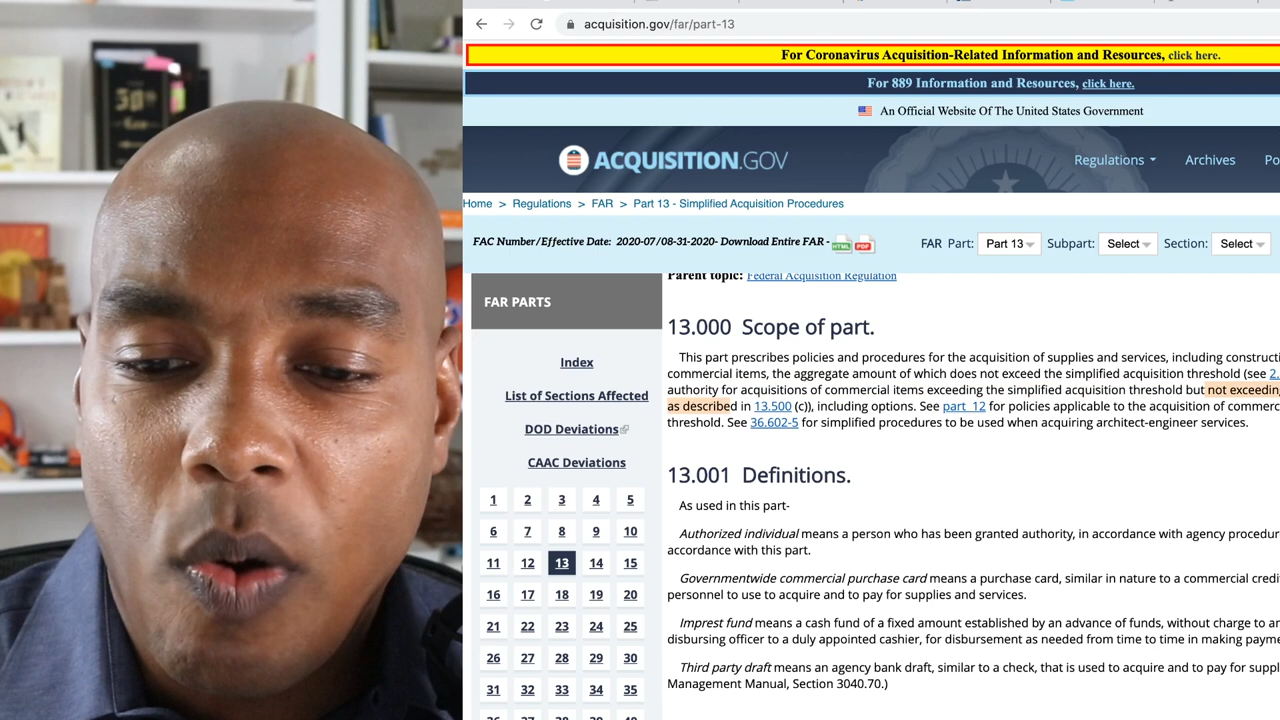 acquisition.gov/far/part-13
For Coronavirus Acquisition-Related Information and Resources, click here.
For 889 Information and Resources, click here.
An Official Website Of The United States Government
ACQUISITION.GOV
Regulations Archives
Home > Regulations > FAR > Part 13 - Simplified Acquisition Procedures
FAC Number/Effective Date: 2020-07/08-31-2020- Download Entire FAR - HTML PDF
FAR Part: Part 13 Subpart: Select Section: Select
Parent topic: Federal Acquisition Regulation
FAR PARTS
Index
List of Sections Affected
DOD Deviations
CAAC Deviations
1 2 3 4 5
6 7 8 9 10
11 12 13 14 15
16 17 18 19 20
21 22 23 24 25
26 27 28 29 30
31 32 33 34 35
13.000 Scope of part.
This part prescribes policies and procedures for the acquisition of supplies and services, including
commercial items, the aggregate amount of which does not exceed the simplified acquisition threshold (see 2.
authority for acquisitions of commercial items exceeding the simplified acquisition threshold but not exceeding
as described in 13.500 (c)), including options. See part 12 for policies applicable to the acquisition of
threshold. See 36.602-5 for simplified procedures to be used when acquiring architect-engineer services.
13.001 Definitions.
As used in this part-
Authorized individual means a person who has been granted authority, in accordance with agency
accordance with this part.
Governmentwide commercial purchase card means a purchase card, similar in nature to a commercial
personnel to use to acquire and to pay for supplies and services.
Imprest fund means a cash fund of a fixed amount established by an advance of funds, without charge to
disbursing officer to a duly appointed cashier, for disbursement as needed from time to time in making
Third party draft means an agency bank draft, similar to a check, that is used to acquire and to pay for
Management Manual, Section 3040.70.)